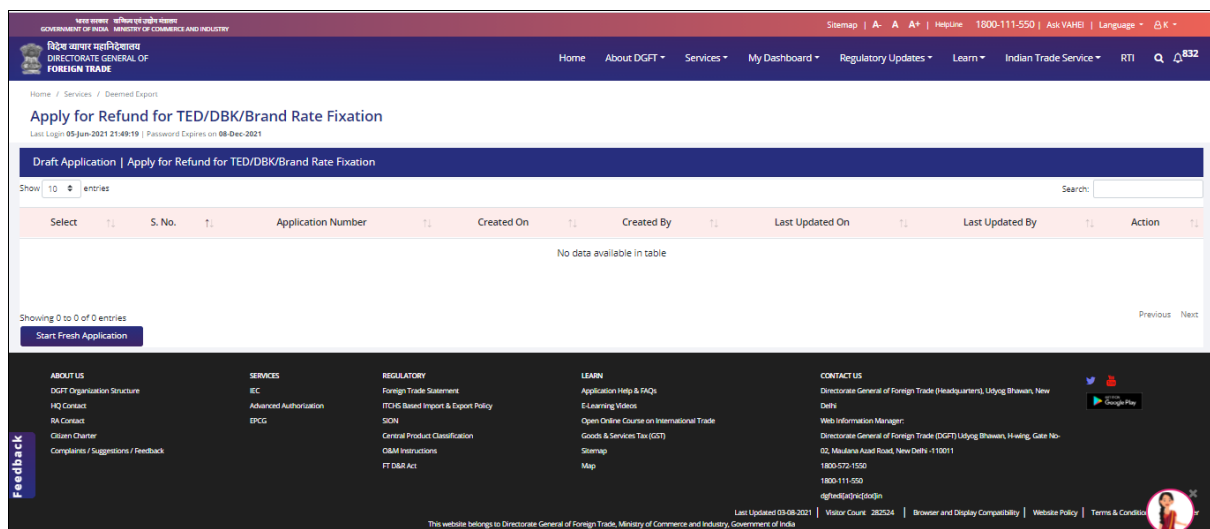 भारत सरकार वाणिज्य एवं उद्योग मंत्रालय
GOVERNMENT OF INDIA MINISTRY OF COMMERCE AND INDUSTRY
Sitemap | A- A A+ | HelpLine 1800-111-550 | Ask VAHEI | Language K
विदेश व्यापार महानिदेशालय
DIRECTORATE GENERAL OF
FOREIGN TRADE
Home About DGFT Services My Dashboard Regulatory Updates Learn Indian Trade Service RTI 832
Home / Services / Deemed Export
Apply for Refund for TED/DBK/Brand Rate Fixation
Last Login 05-Jun-2021 21:49:19 | Password Expires on 08-Dec-2021
Draft Application | Apply for Refund for TED/DBK/Brand Rate Fixation
Show 10 entries Search:
Select S. No. Application Number Created On Created By Last Updated On Last Updated By Action
No data available in table
Showing 0 to 0 of 0 entries Previous Next
Start Fresh Application
ABOUT US
DGFT Organization Structure
HQ Contact
RA Contact
Citizen Charter
Complaints / Suggestions / Feedback
SERVICES
IEC
Advanced Authorization
EPCG
REGULATORY
Foreign Trade Statement
ITCHS Based Import & Export Policy
SION
Central Product Classification
O&M Instructions
FT D&R Act
LEARN
Application Help & FAQs
E-Learning Videos
Open Online Course on International Trade
Goods & Services Tax (GST)
Sitemap
Map
CONTACT US
Directorate General of Foreign Trade (Headquarters), Udyog Bhawan, New
Delhi
Web Information Manager:
Directorate General of Foreign Trade (DGFT) Udyog Bhawan, H-wing, Gate No-
02, Maulana Azad Road, New Delhi -110011
1800-572-1550
1800-111-550
dgftedi[at]nic[dot]in
Google Play
Feedback
Last Updated 03-08-2021 | Visitor Count 282524 | Browser and Display Compatibility | Website Policy | Terms &
This website belongs to Directorate General of Foreign Trade, Ministry of Commerce and Industry, Government of India